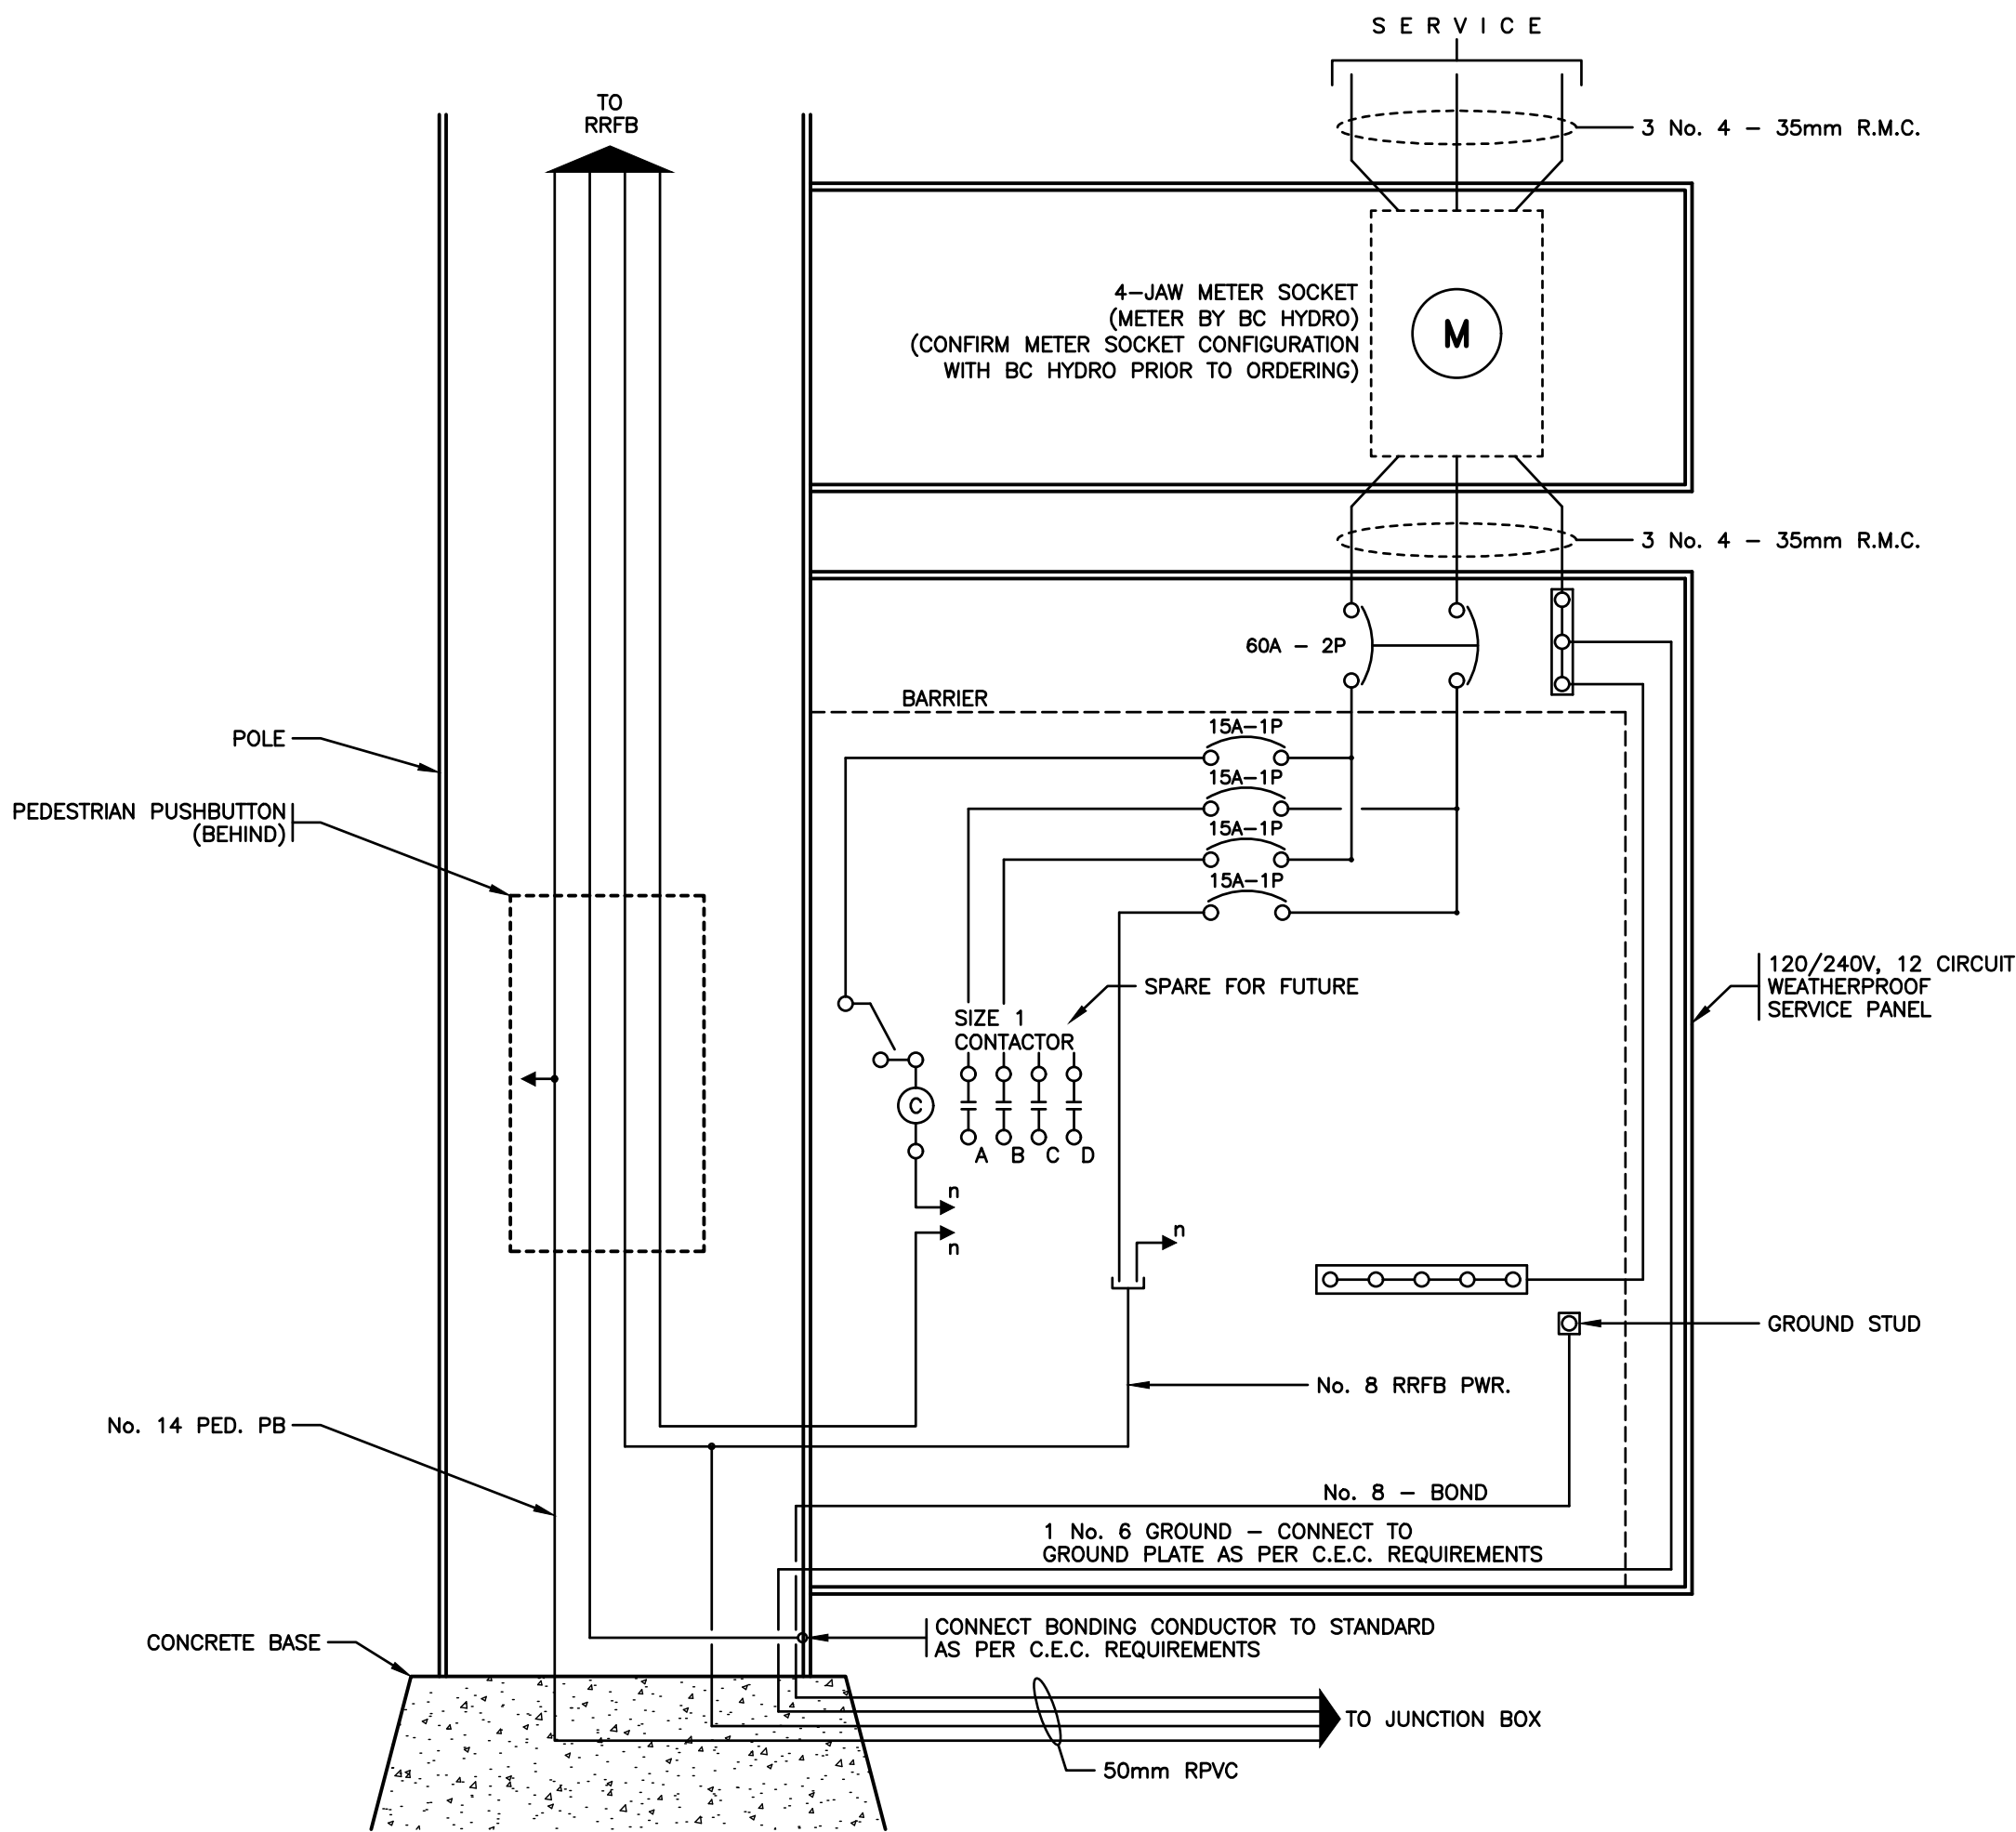 S E R V I C E
TO
RRFB
3 No. 4 – 35mm R.M.C.
4–JAW METER SOCKET
(METER BY BC HYDRO)
(CONFIRM METER SOCKET CONFIGURATION
WITH BC HYDRO PRIOR TO ORDERING)
M
3 No. 4 – 35mm R.M.C.
60A – 2P
BARRIER
15A–1P
15A–1P
15A–1P
15A–1P
POLE
PEDESTRIAN PUSHBUTTON
(BEHIND)
120/240V, 12 CIRCUIT
WEATHERPROOF
SERVICE PANEL
SPARE FOR FUTURE
SIZE 1
CONTACTOR
C
A B C D
n
n
n
GROUND STUD
No. 8 RRFB PWR.
No. 14 PED. PB
No. 8 – BOND
1 No. 6 GROUND – CONNECT TO
GROUND PLATE AS PER C.E.C. REQUIREMENTS
CONCRETE BASE
CONNECT BONDING CONDUCTOR TO STANDARD
AS PER C.E.C. REQUIREMENTS
TO JUNCTION BOX
50mm RPVC